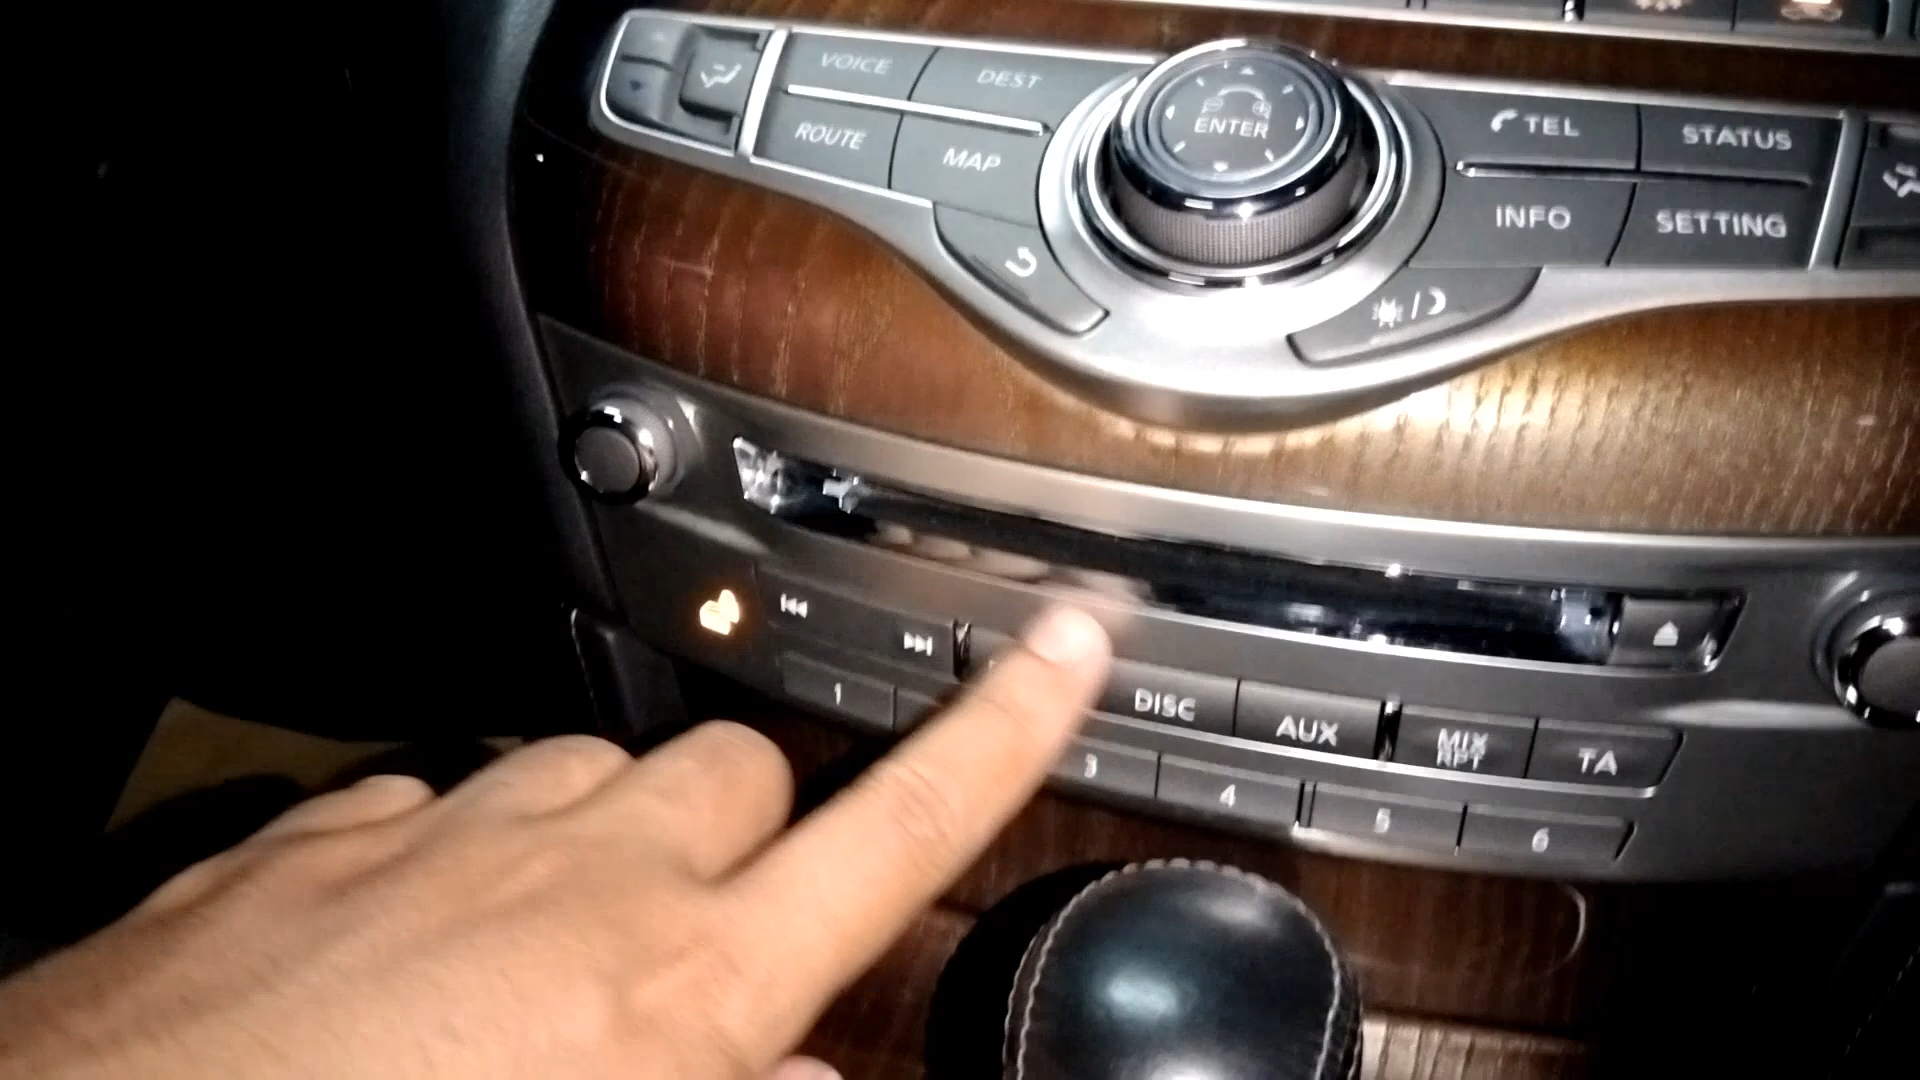 VOICE
DEST
ROUTE
MAP
ENTER
TEL
STATUS
INFO
SETTING
DISC
AUX
MIX
RPT
TA
1
3
4
5
6